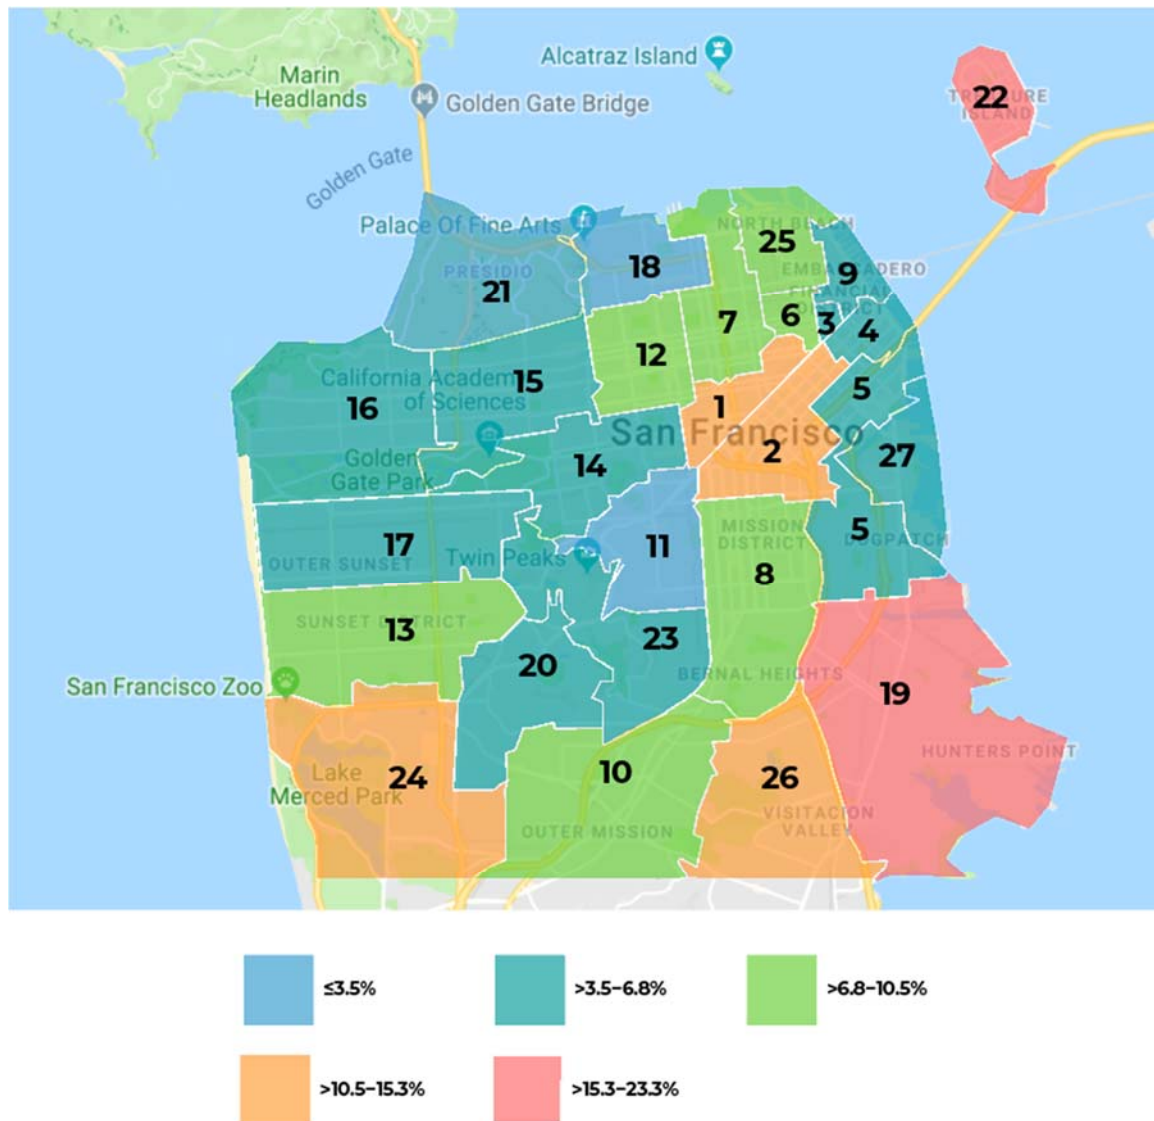 Alcatraz Island
Marin
Headlands
Golden Gate Bridge
TREASURE
ISLAND
22
Golden Gate
Palace Of Fine Arts
NORTH BEACH
25
18
EMBARCADERO
9
PRESIDIO
21
FINANCIAL
DISTRICT
7
6
3
4
12
California Academ
of Sciences
15
5
16
1
San Francisco
2
Golden
Gate Park
14
27
17
OUTER SUNSET
Twin Peaks
11
MISSION
DISTRICT
5
DOGPATCH
8
SUNSET DISTRICT
13
23
20
BERNAL HEIGHTS
San Francisco Zoo
19
HUNTERS POINT
Lake
Merced Park
24
10
26
OUTER MISSION
VISITACION
VALLEY
≤3.5%
>3.5–6.8%
>6.8–10.5%
>10.5–15.3%
>15.3–23.3%